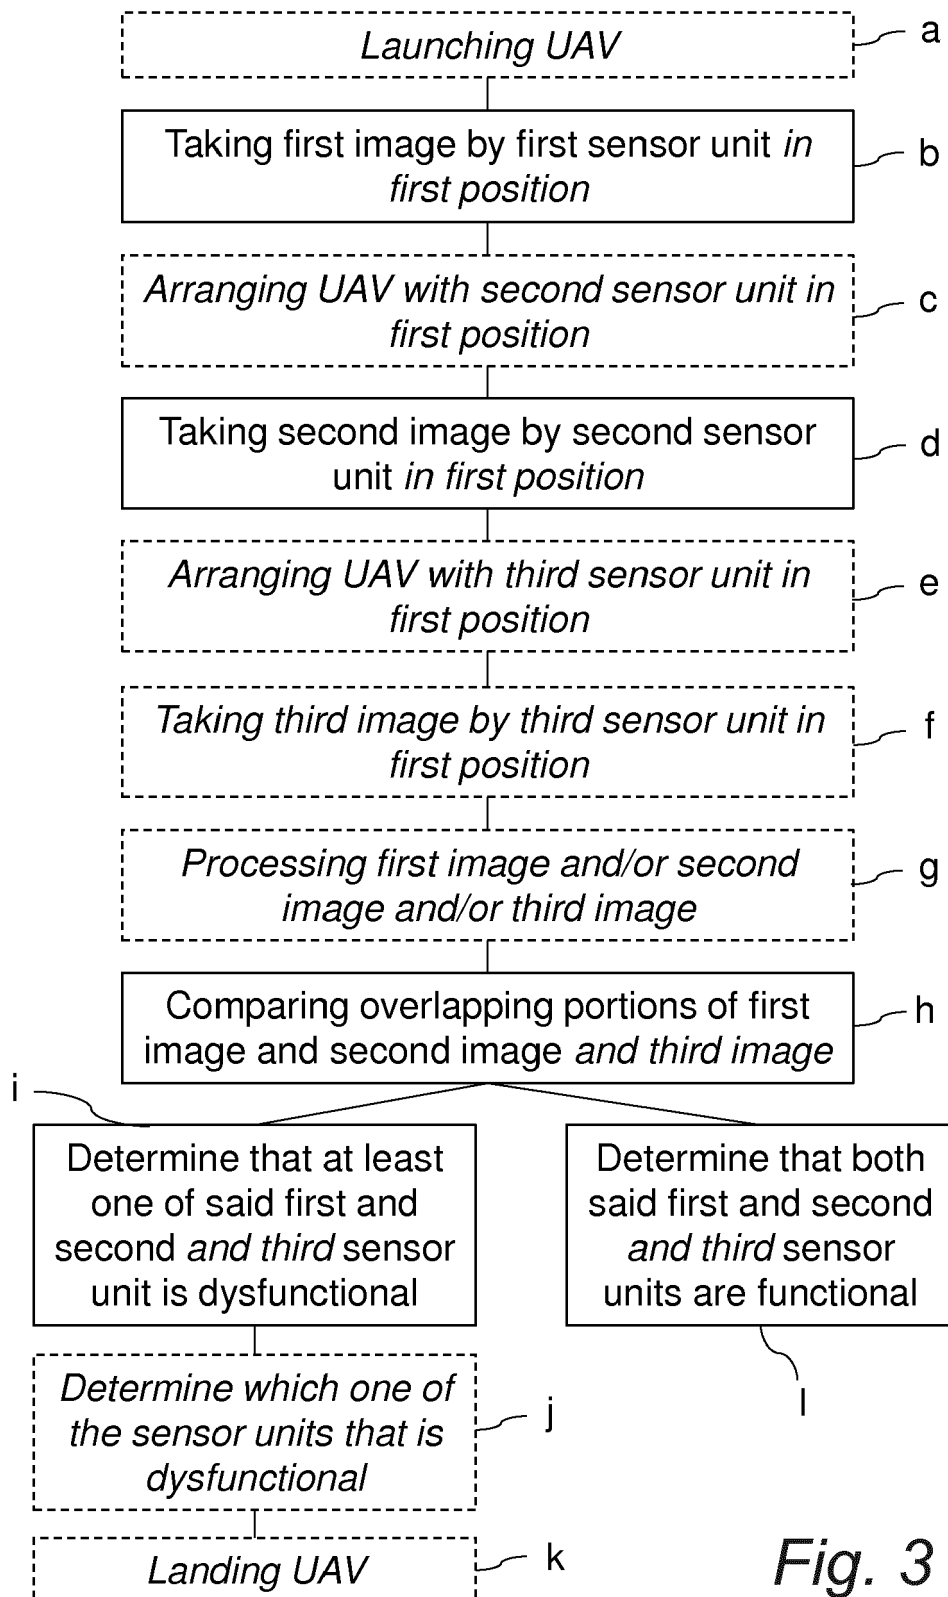 Launching UAV
a
Taking first image by first sensor unit in
first position
b
Arranging UAV with second sensor unit in
first position
c
Taking second image by second sensor
unit in first position
d
Arranging UAV with third sensor unit in
first position
e
Taking third image by third sensor unit in
first position
f
Processing first image and/or second
image and/or third image
g
Comparing overlapping portions of first
image and second image and third image
h
i
Determine that at least
one of said first and
second and third sensor
unit is dysfunctional
Determine that both
said first and second
and third sensor
units are functional
l
Determine which one of
the sensor units that is
dysfunctional
j
Landing UAV
k
Fig. 3